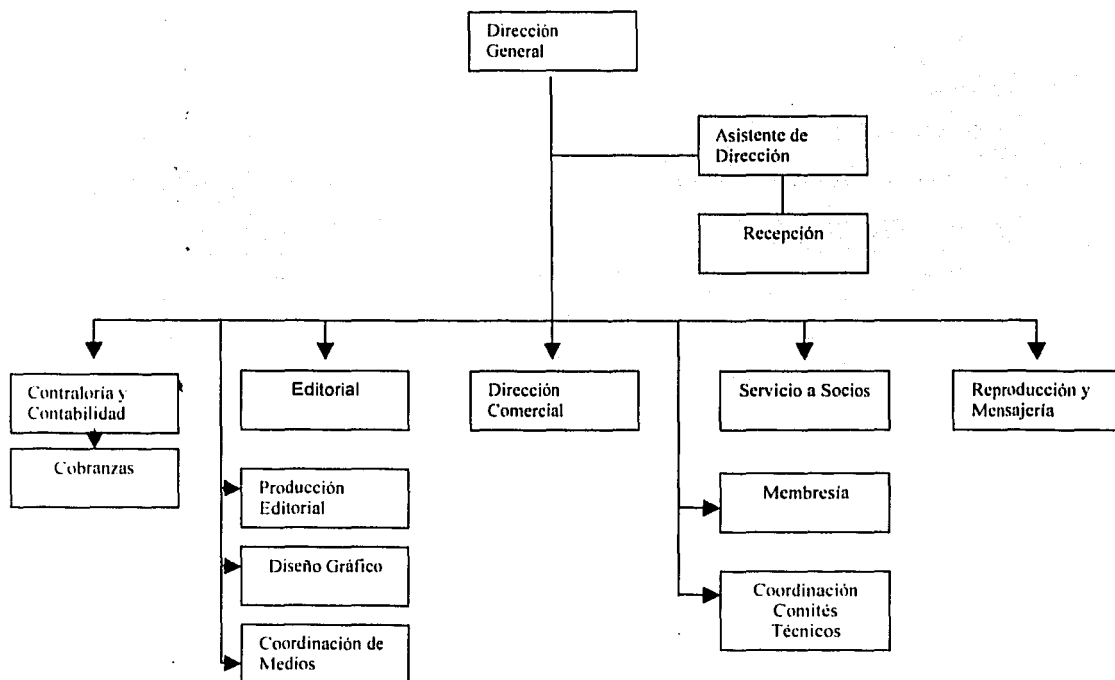 Dirección
General
Asistente de
Dirección
Recepción
Contraloría y
Contabilidad
Editorial
Dirección
Comercial
Servicio a Socios
Reproducción y
Mensajería
Cobranzas
Producción
Editorial
Membresía
Diseño Gráfico
Coordinación
Comités
Técnicos
Coordinación de
Medios